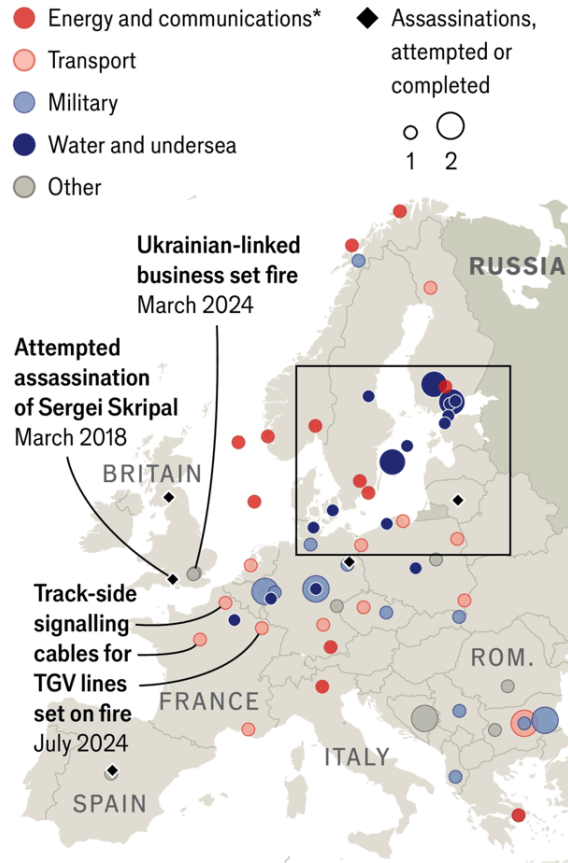 Energy and communications*
Transport
Military
Water and undersea
Other
Assassinations,
attempted or
completed
1 2
Ukrainian-linked
business set fire
March 2024
RUSSIA
Attempted
assassination
of Sergei Skripal
March 2018
BRITAIN
Track-side
signalling
cables for
TGV lines
set on fire
July 2024
FRANCE
ROM.
ITALY
SPAIN